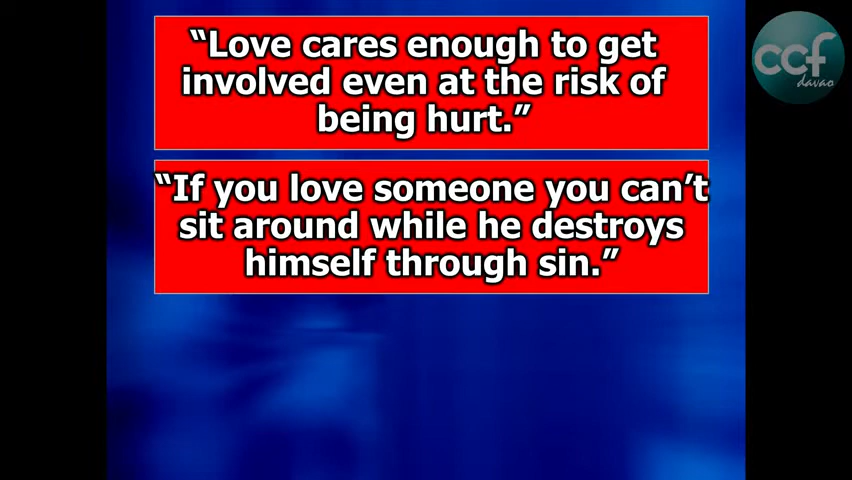 “Love cares enough to get
involved even at the risk of
being hurt.”
“If you love someone you can’t
sit around while he destroys
himself through sin.”
ccf
davao